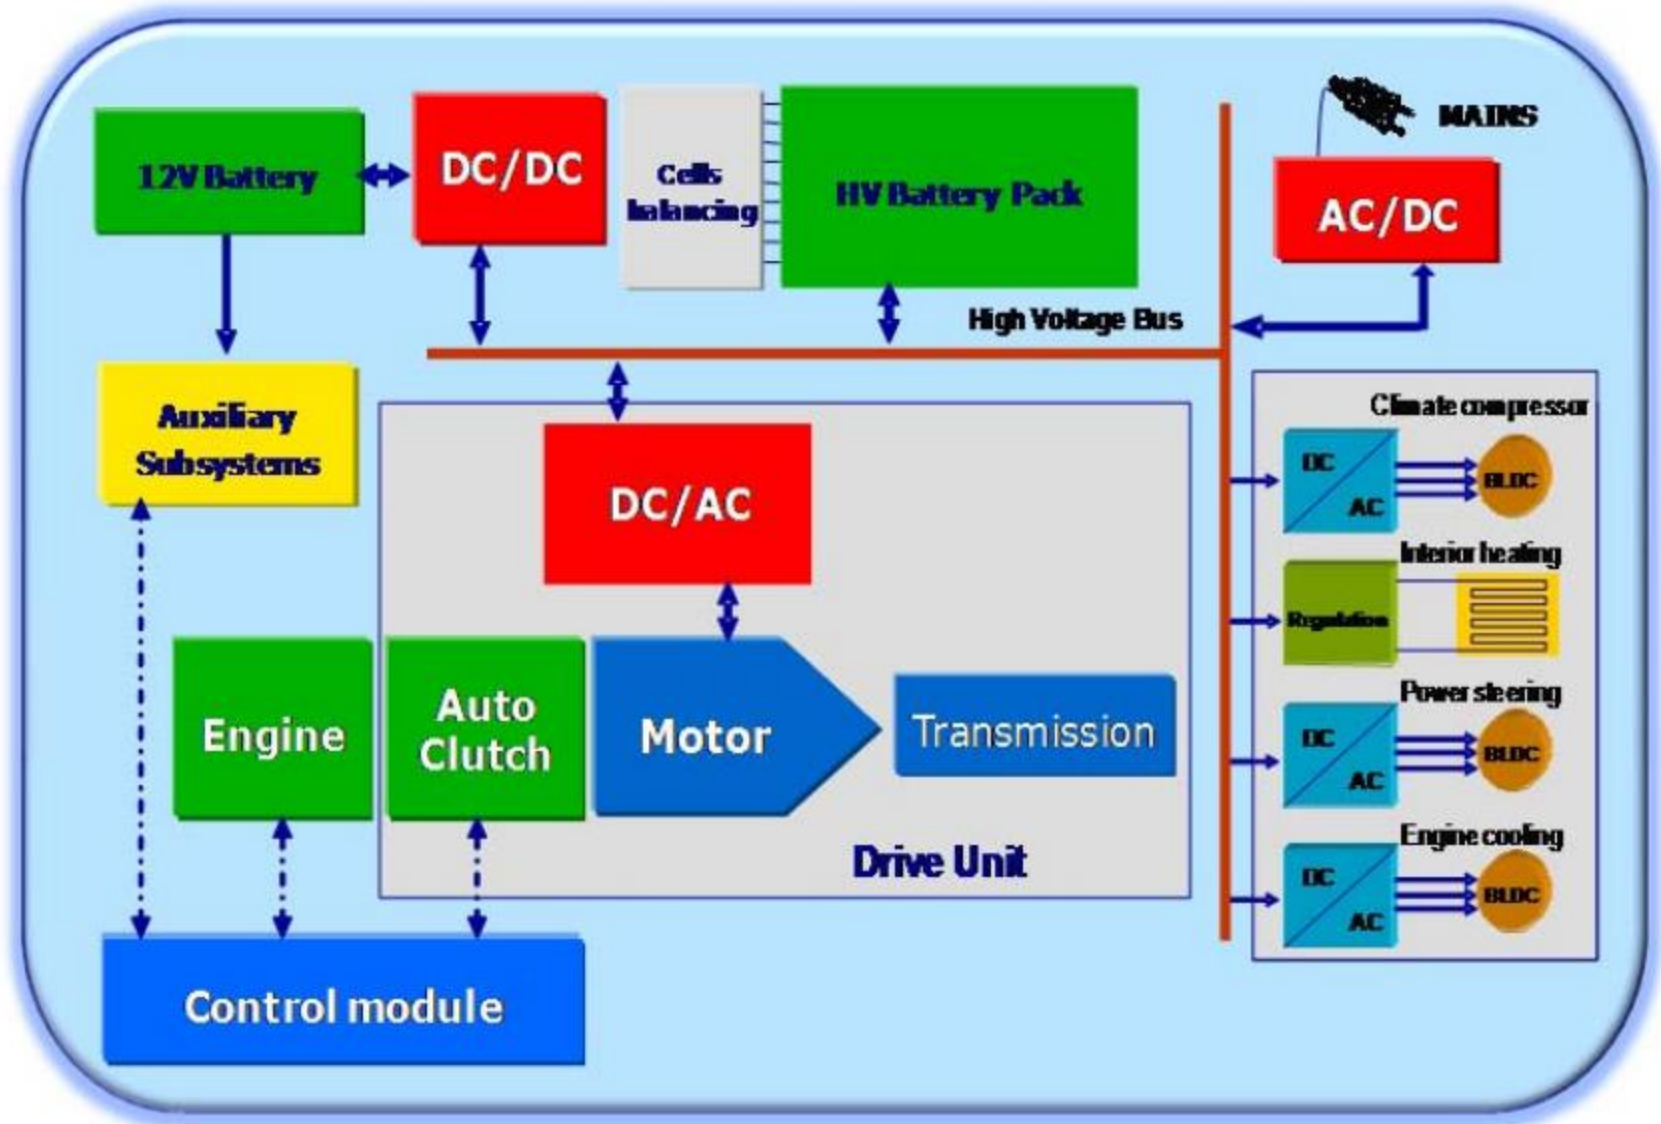 12V Battery
DC/DC
Cells
balancing
HV Battery Pack
MAINS
AC/DC
High Voltage Bus
Auxiliary
Subsystems
DC/AC
Climate compressor
DC
AC
BLDC
Interior heating
Regulation
Engine
Auto
Clutch
Motor
Transmission
Power steering
DC
AC
BLDC
Drive Unit
Engine cooling
DC
AC
BLDC
Control module